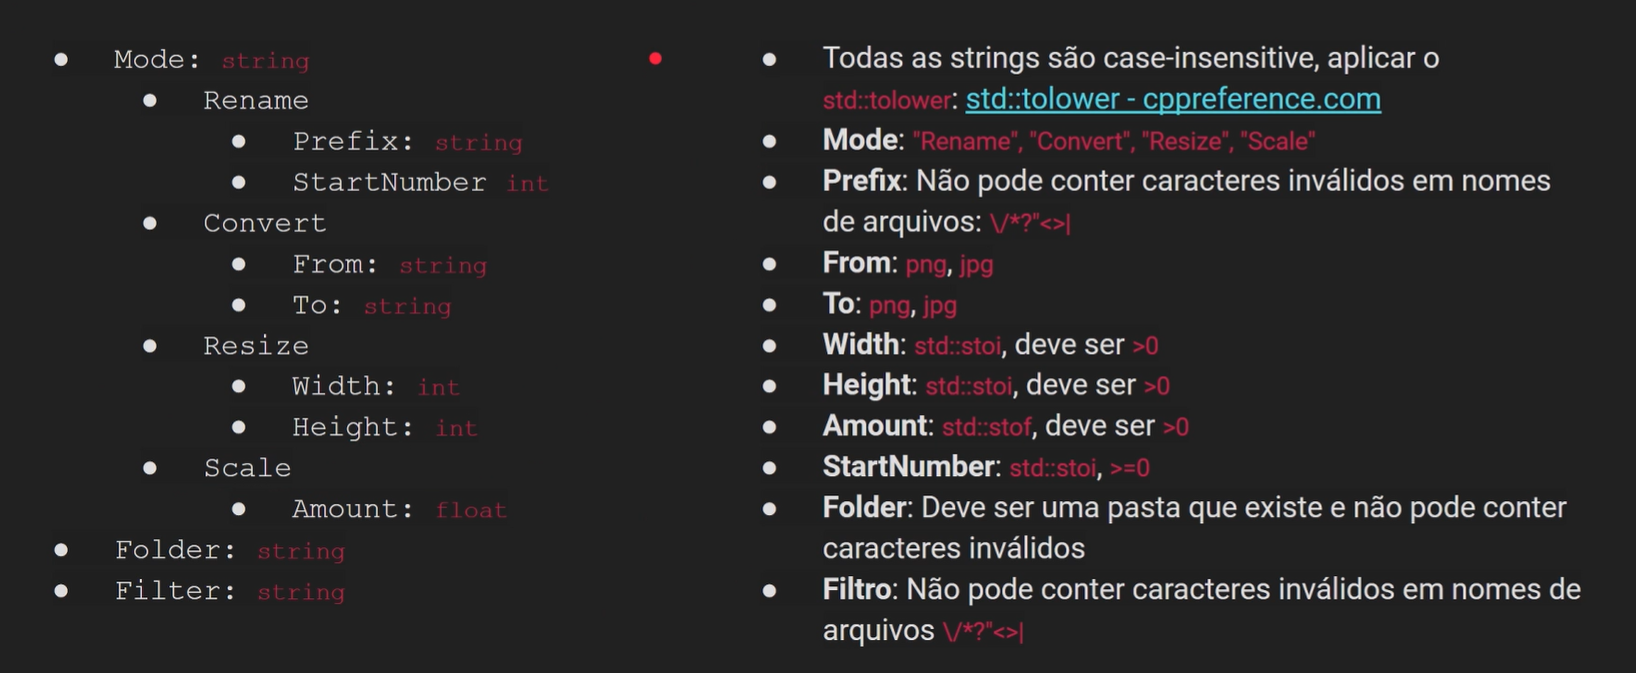 Mode: string
Rename
Prefix: string
StartNumber int
Convert
From: string
To: string
Resize
Width: int
Height: int
Scale
Amount: float
Folder: string
Filter: string
Todas as strings são case-insensitive, aplicar o
std::tolower: std::tolower - cppreference.com
Mode: "Rename", "Convert", "Resize", "Scale"
Prefix: Não pode conter caracteres inválidos em nomes
de arquivos: \/*?"<>|
From: png, jpg
To: png, jpg
Width: std::stoi, deve ser >0
Height: std::stoi, deve ser >0
Amount: std::stof, deve ser >0
StartNumber: std::stoi, >=0
Folder: Deve ser uma pasta que existe e não pode conter
caracteres inválidos
Filtro: Não pode conter caracteres inválidos em nomes de
arquivos \/*?"<>|